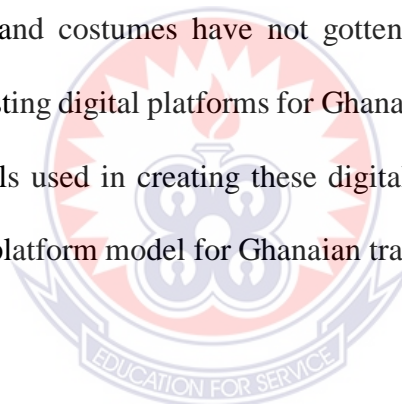 and costumes have not gotten
sting digital platforms for Ghana
ls used in creating these digital
platform model for Ghanaian tra
EDUCATION FOR SERVICE